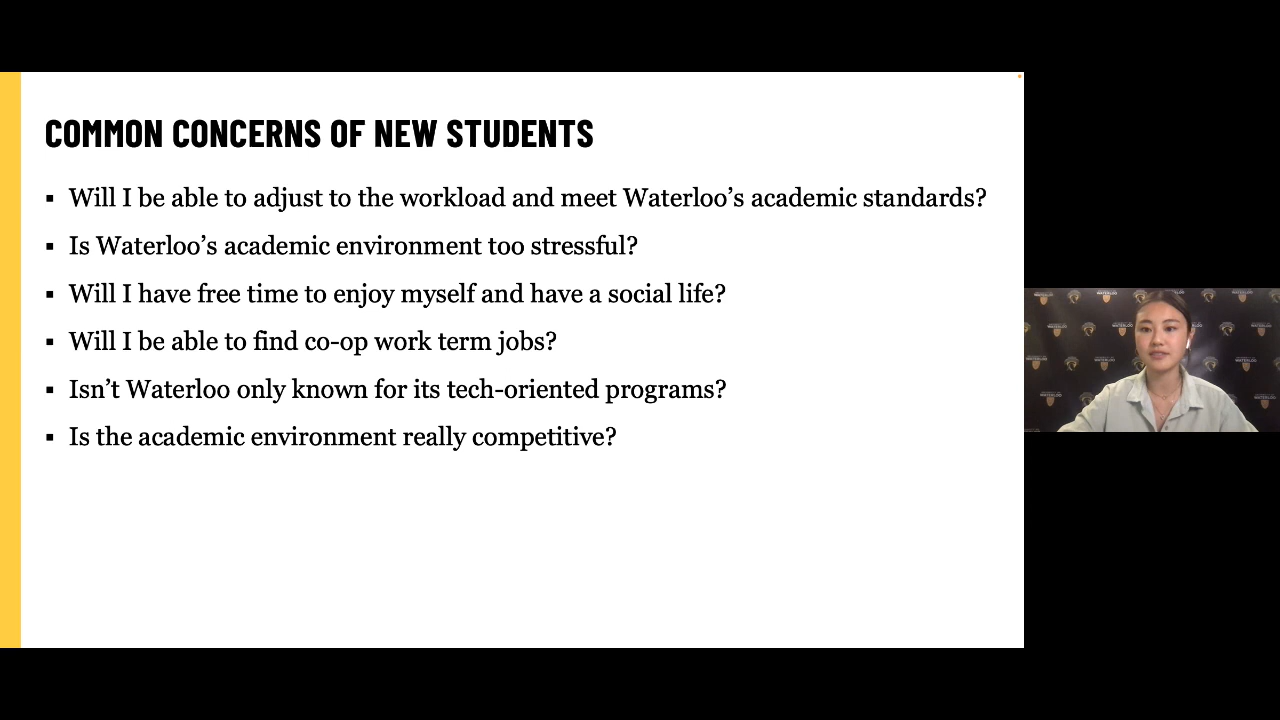 COMMON CONCERNS OF NEW STUDENTS
▪ Will I be able to adjust to the workload and meet Waterloo’s academic standards?
▪ Is Waterloo’s academic environment too stressful?
▪ Will I have free time to enjoy myself and have a social life?
▪ Will I be able to find co-op work term jobs?
▪ Isn’t Waterloo only known for its tech-oriented programs?
▪ Is the academic environment really competitive?
WATERLOO